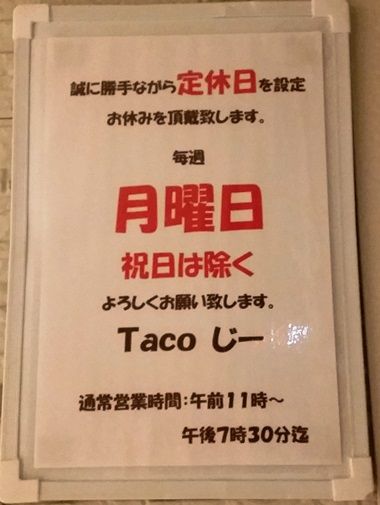 誠に勝手ながら定休日を設定
お休みを頂戴致します。
毎週
月曜日
祝日は除く
よろしくお願い致します。
Taco じー
通常営業時間:午前11時～
午後7時30分迄